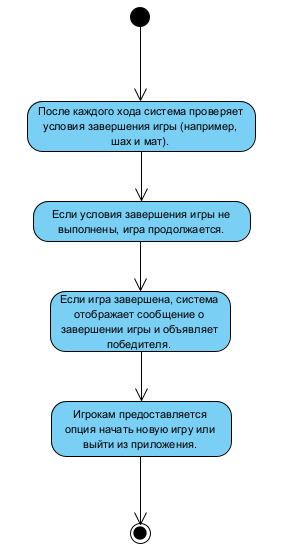 После каждого хода система проверяет
условия завершения игры (например,
шах и мат).
Если условия завершения игры не
выполнены, игра продолжается.
Если игра завершена, система
отображает сообщение о
завершении игры и объявляет
победителя.
Игрокам предоставляется
опция начать новую игру или
выйти из приложения.